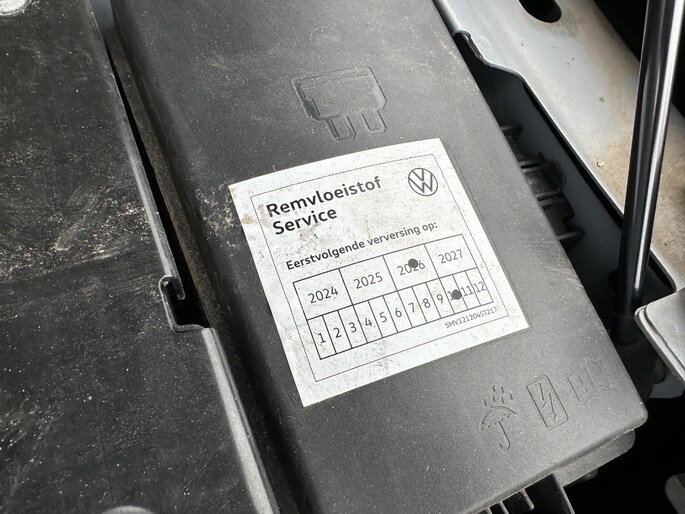 Remvloeistof
Service
Eerstvolgende verversing op:
2024 2025 2026 2027
1 2 3 4 5 6 7 8 9 10 11 12